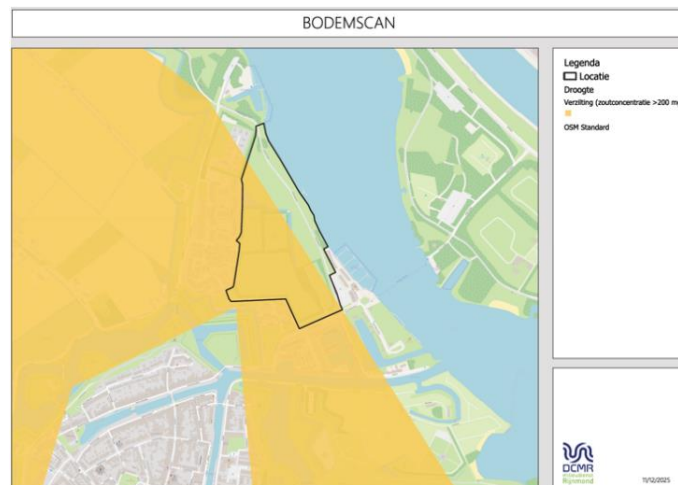 BODEMSCAN
Legenda
Locatie
Droogte
Verzilting (zoutconcentratie >200 m
OSM Standard
DCMR
Rijnmond
11/12/2025